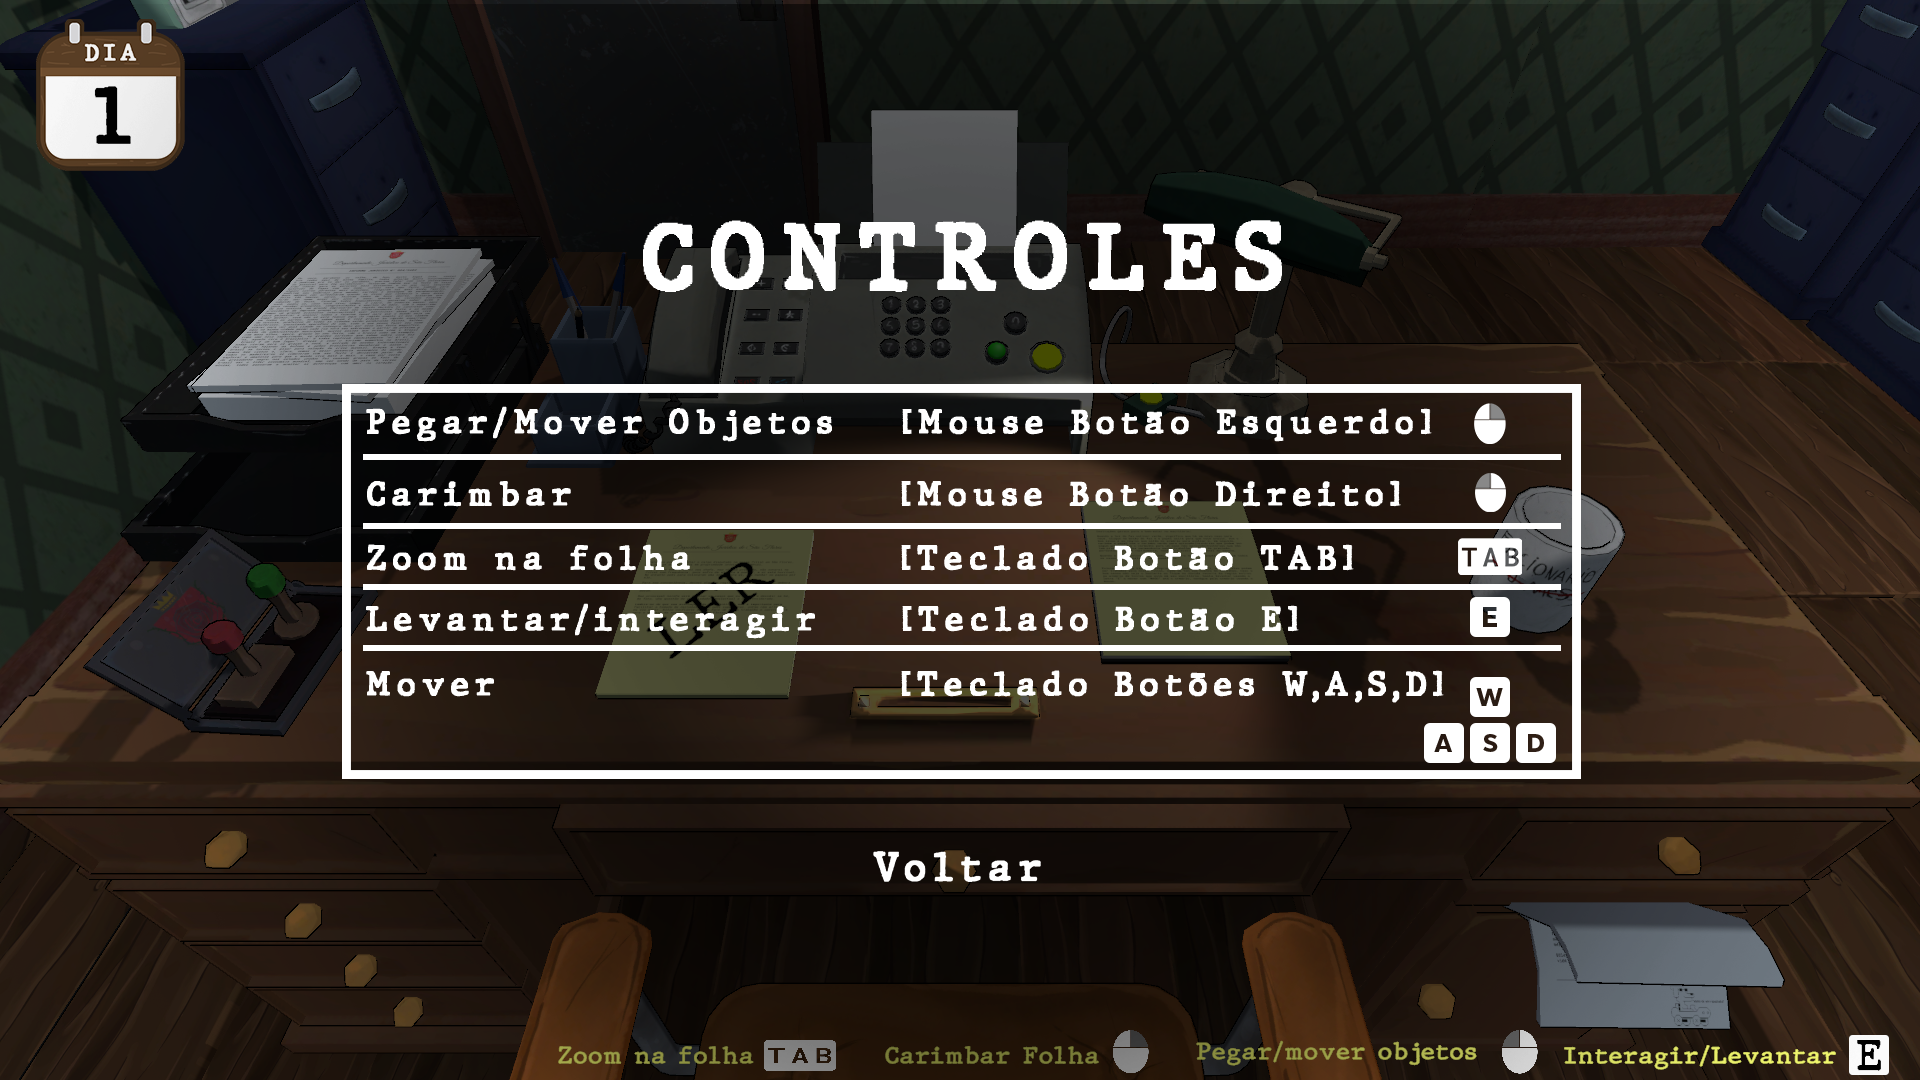 DIA
1
CONTROLES
Pegar/Mover Objetos [Mouse Botão Esquerdo]
Carimbar [Mouse Botão Direito]
Zoom na folha [Teclado Botão TAB] TAB
Levantar/interagir [Teclado Botão E] E
Mover [Teclado Botões W,A,S,D] W
A S D
LER
Voltar
Zoom na folha TAB Carimbar Folha Pegar/mover objetos Interagir/Levantar E